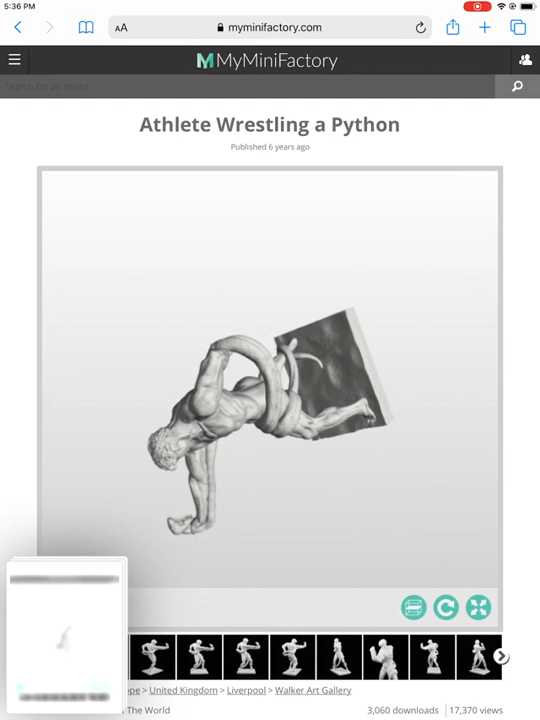 5:36 PM
AA
myminifactory.com
MyMiniFactory
Search for an object
Athlete Wrestling a Python
Published 6 years ago
ope > United Kingdom > Liverpool > Walker Art Gallery
The World
3,060 downloads
17,370 views